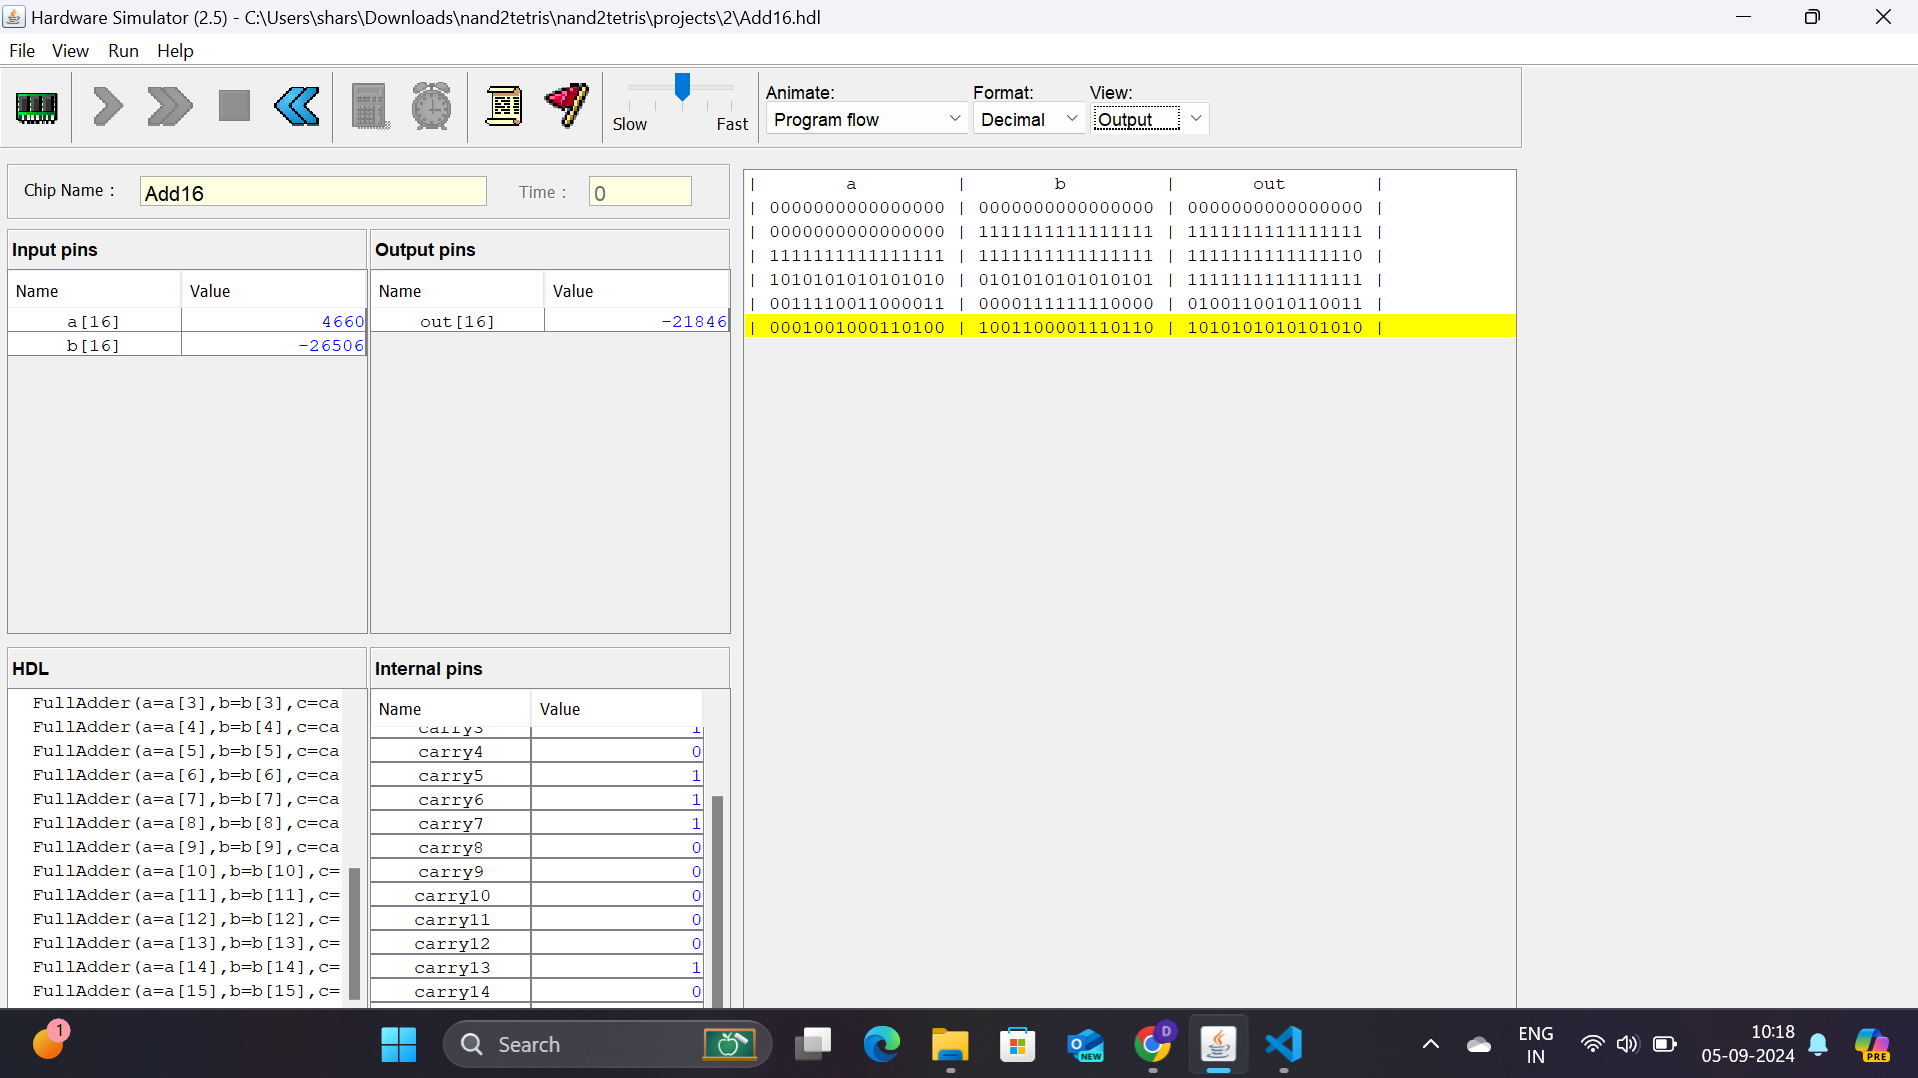 Hardware Simulator (2.5) - C:\Users\shars\Downloads\nand2tetris\nand2tetris\projects\2\Add16.hdl
File View Run Help
Slow Fast
Animate: Format: View:
Program flow Decimal Output
Chip Name : Add16 Time : 0
Input pins
Name Value
a[16] 4660
b[16] -26506
Output pins
Name Value
out[16] -21846
| a | b | out |
| 0000000000000000 | 0000000000000000 | 0000000000000000 |
| 0000000000000000 | 1111111111111111 | 1111111111111111 |
| 1111111111111111 | 1111111111111111 | 1111111111111110 |
| 1010101010101010 | 0101010101010101 | 1111111111111111 |
| 0011110011000011 | 0000111111110000 | 0100110010110011 |
| 0001001000110100 | 1001100001110110 | 1010101010101010 |
HDL
FullAdder(a=a[3],b=b[3],c=ca
FullAdder(a=a[4],b=b[4],c=ca
FullAdder(a=a[5],b=b[5],c=ca
FullAdder(a=a[6],b=b[6],c=ca
FullAdder(a=a[7],b=b[7],c=ca
FullAdder(a=a[8],b=b[8],c=ca
FullAdder(a=a[9],b=b[9],c=ca
FullAdder(a=a[10],b=b[10],c=
FullAdder(a=a[11],b=b[11],c=
FullAdder(a=a[12],b=b[12],c=
FullAdder(a=a[13],b=b[13],c=
FullAdder(a=a[14],b=b[14],c=
FullAdder(a=a[15],b=b[15],c=
Internal pins
Name Value
carry3 1
carry4 0
carry5 1
carry6 1
carry7 1
carry8 0
carry9 0
carry10 0
carry11 0
carry12 0
carry13 1
carry14 0
1
Search
NEW
D
ENG
IN
10:18
05-09-2024
PRE